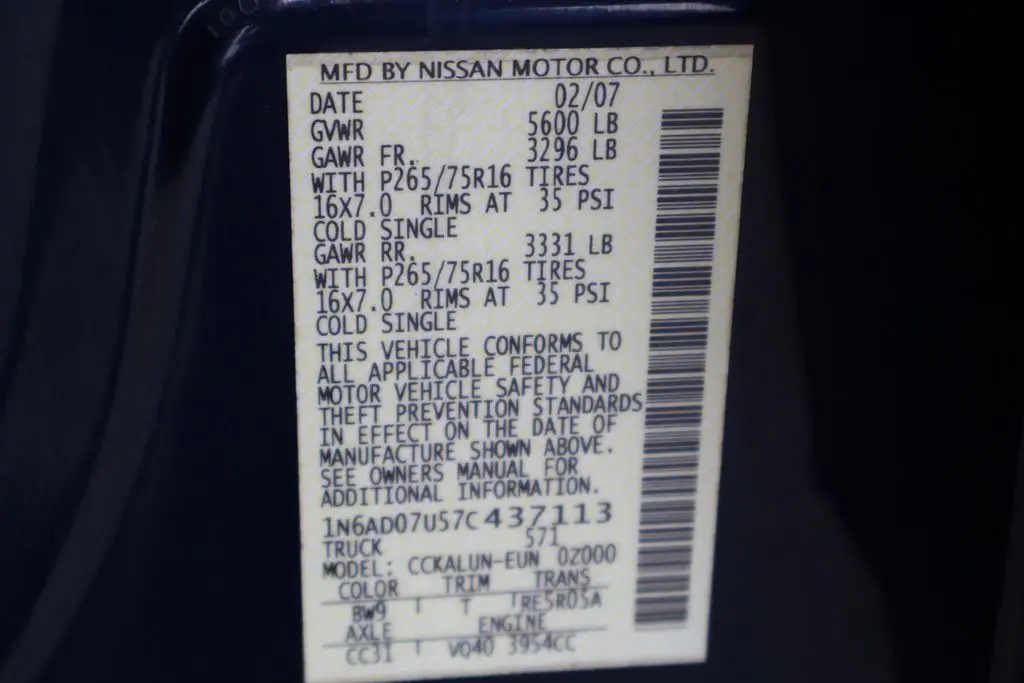 MFD BY NISSAN MOTOR CO., LTD.
DATE 02/07
GVWR 5600 LB
GAWR FR. 3296 LB
WITH P265/75R16 TIRES
16X7.0 RIMS AT 35 PSI
COLD SINGLE
GAWR RR. 3331 LB
WITH P265/75R16 TIRES
16X7.0 RIMS AT 35 PSI
COLD SINGLE
THIS VEHICLE CONFORMS TO
ALL APPLICABLE FEDERAL
MOTOR VEHICLE SAFETY AND
THEFT PREVENTION STANDARDS
IN EFFECT ON THE DATE OF
MANUFACTURE SHOWN ABOVE.
SEE OWNERS MANUAL FOR
ADDITIONAL INFORMATION.
1N6AD07U57C437113
TRUCK 571
MODEL: CCKALUN-EUN 0Z000
COLOR TRIM TRANS
BW9 T RE5R05A
AXLE ENGINE
CC31 VQ40 3954CC